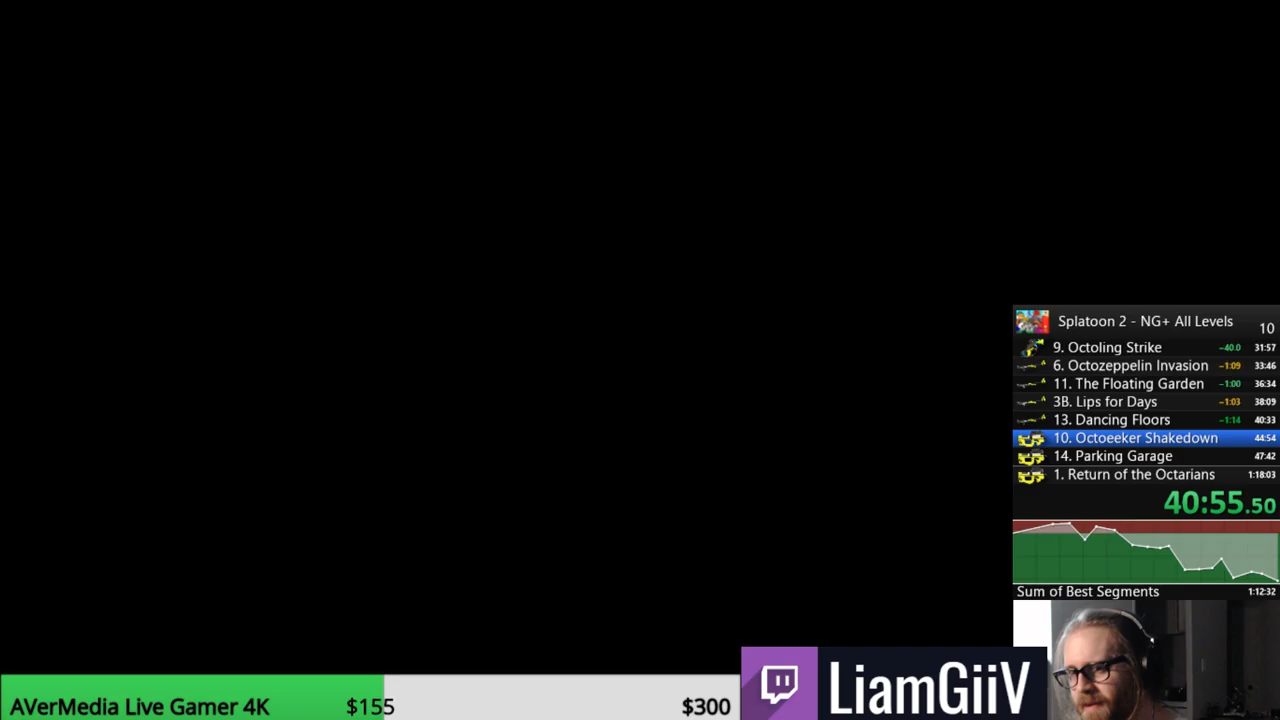 Splatoon 2 - NG+ All Levels 10
9. Octoling Strike -40.0 31:57
6. Octozeppelin Invasion -1:09 33:46
11. The Floating Garden -1:00 36:34
3B. Lips for Days -1:03 38:09
13. Dancing Floors -1:14 40:33
10. Octoeeker Shakedown 44:54
14. Parking Garage 47:42
1. Return of the Octarians 1:18:03
40:55.50
Sum of Best Segments 1:12:32
LiamGiiV
AVerMedia Live Gamer 4K $155 $300